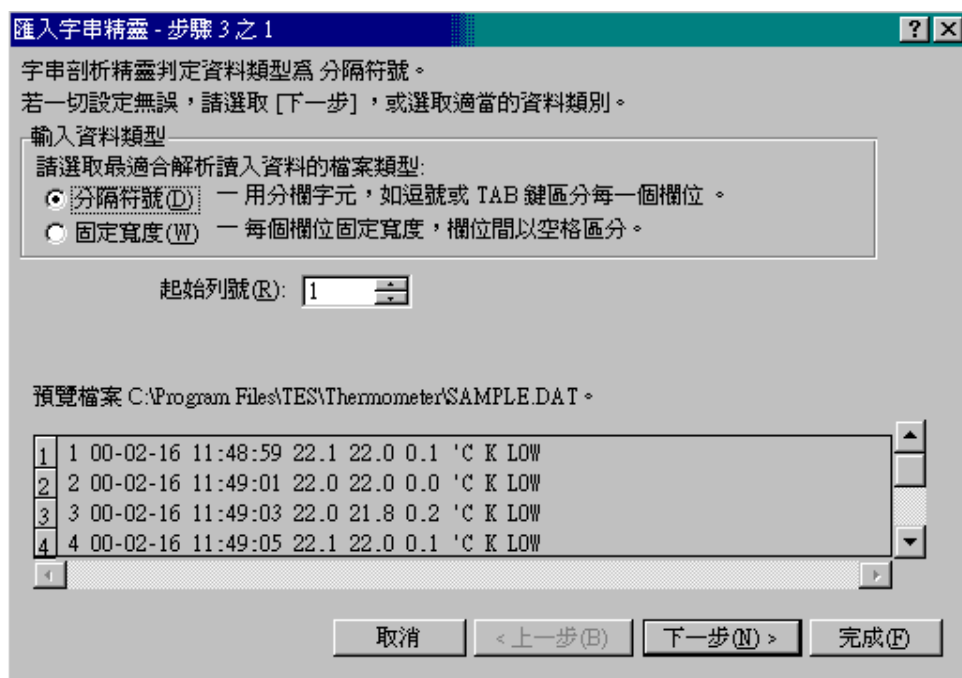 匯入字串精靈 - 步驟 3 之 1
字串剖析精靈判定資料類型爲 分隔符號。
若一切設定無誤，請選取 [下一步] ，或選取適當的資料類別。
輸入資料類型
請選取最適合解析讀入資料的檔案類型:
分隔符號(D) — 用分欄字元，如逗號或 TAB 鍵區分每一個欄位 。
固定寬度(W) — 每個欄位固定寬度，欄位間以空格區分。
起始列號(R): 1
預覽檔案 C:\Program Files\TES\Thermometer\SAMPLE.DAT。
1 1 00-02-16 11:48:59 22.1 22.0 0.1 'C K LOW
2 2 00-02-16 11:49:01 22.0 22.0 0.0 'C K LOW
3 3 00-02-16 11:49:03 22.0 21.8 0.2 'C K LOW
4 4 00-02-16 11:49:05 22.1 22.0 0.1 'C K LOW
取消 <上一步(B) 下一步(N) > 完成(F)